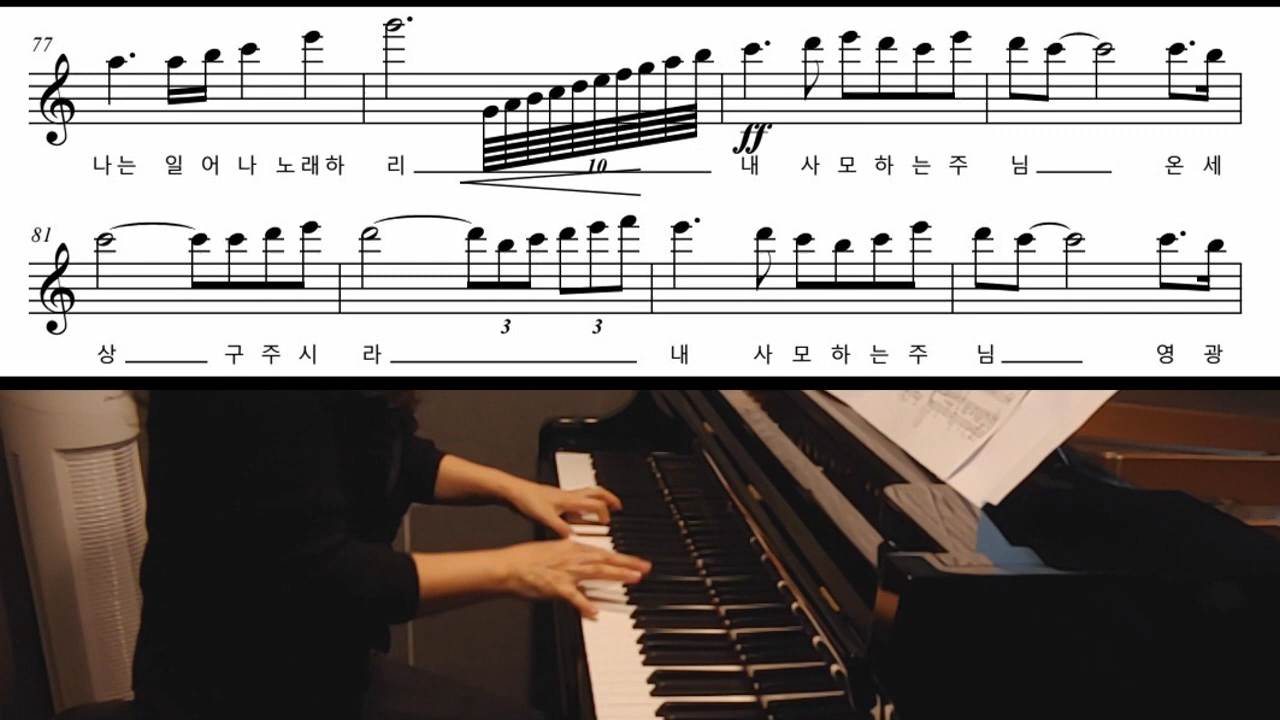 77
나는 일 어 나 노래하 리 내 사 모 하 는 주 님 온 세
ff
10
81
상 구 주 시 라 내 사 모 하 는 주 님 영 광
3 3